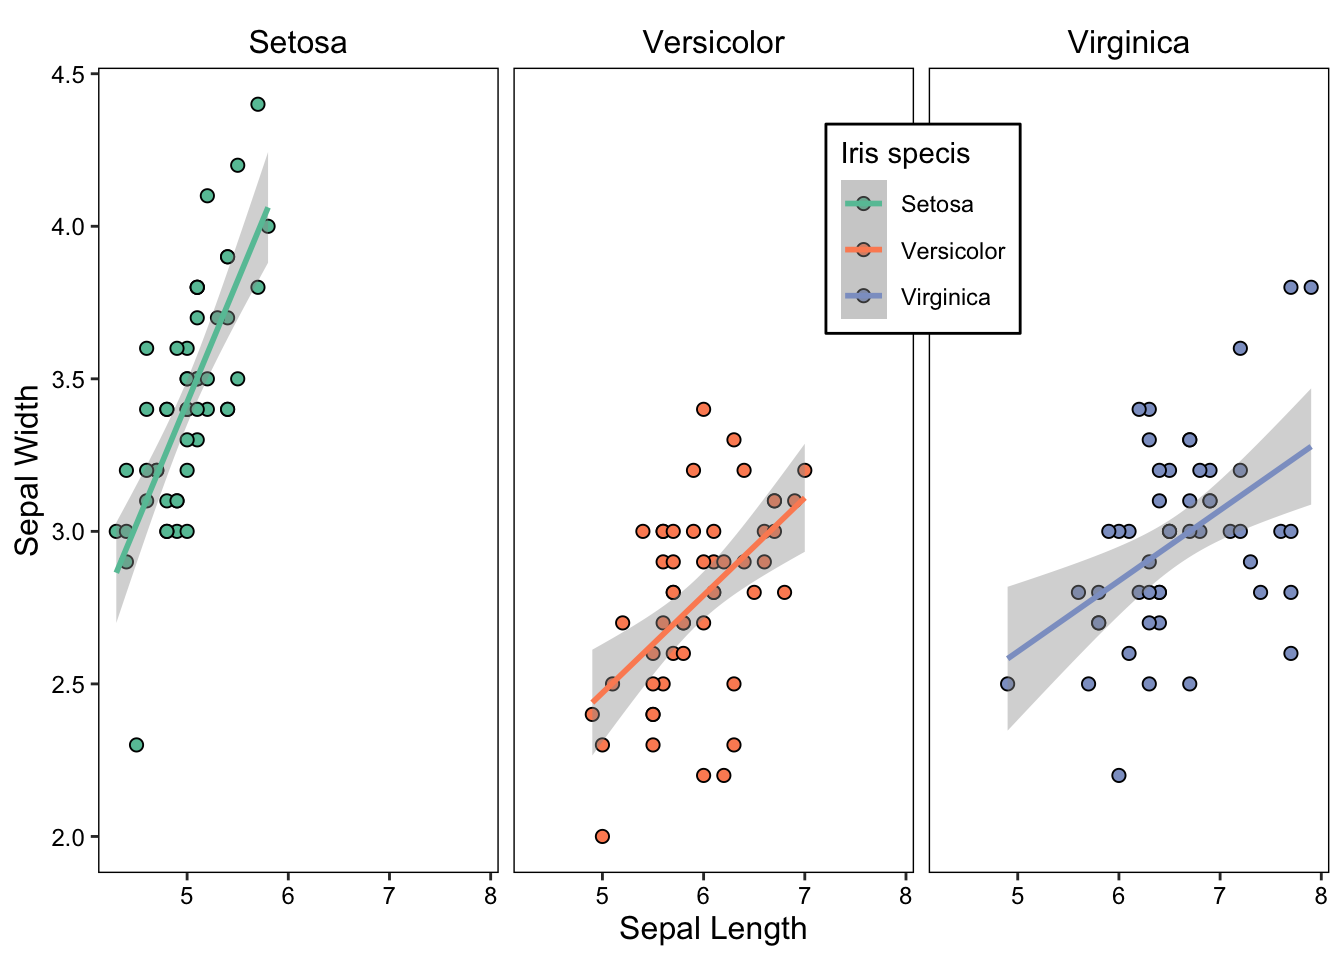 Setosa Versicolor Virginica
4.5
4.0
3.5
3.0
2.5
2.0
Sepal Width
Iris specis
Setosa
Versicolor
Virginica
5 6 7 8 5 6 7 8 5 6 7 8
Sepal Length